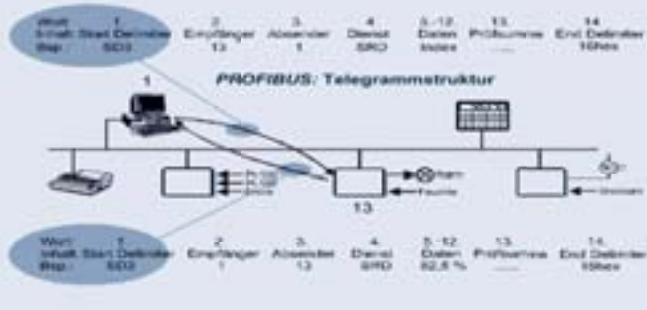 Wort: 1. 2. 3. 4. 5.-12. 13. 14.
Inhalt: Start Delimiter Empfänger Absender Dienst Daten Prüfsumme End Delimiter
Bsp.: SD3 13 1 SRD Index ...... 16hex
PROFIBUS: Telegrammstruktur
1
Alarm
Feuchte
13
Wort: 1. 2. 3. 4. 5.-12. 13. 14.
Inhalt: Start Delimiter Empfänger Absender Dienst Daten Prüfsumme End Delimiter
Bsp.: SD3 1 13 SRD 82,5 % ...... 16hex